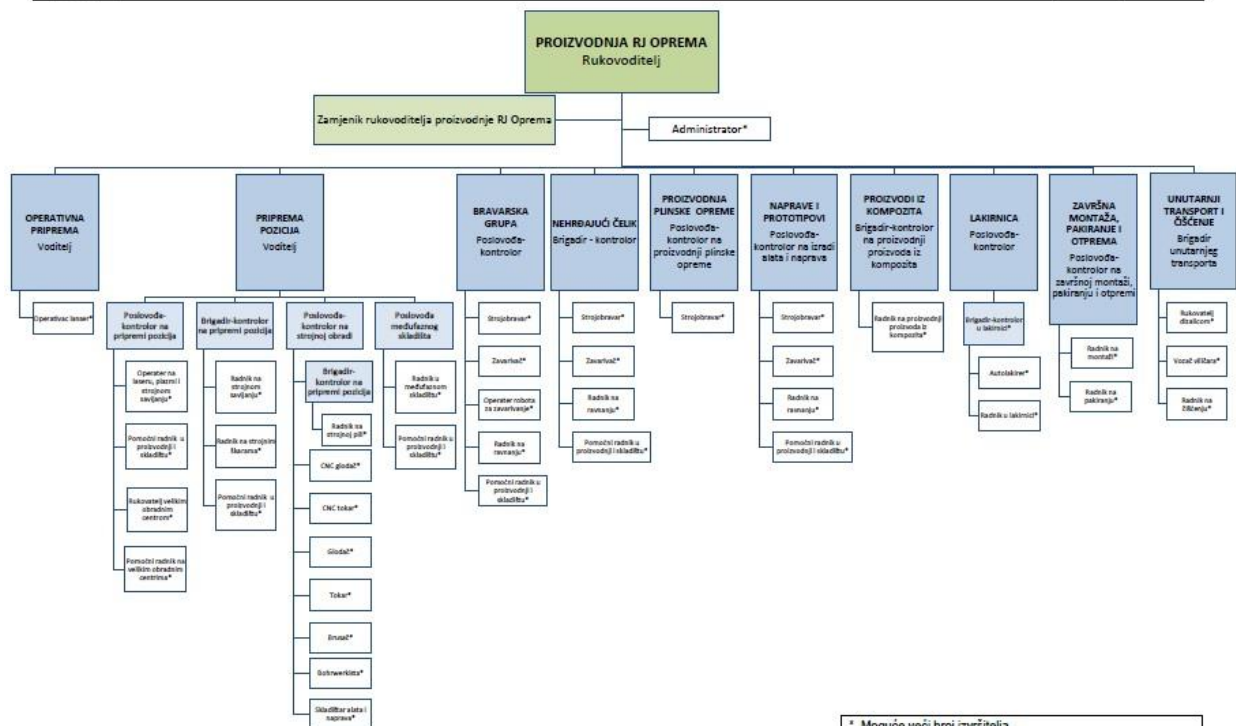 PROIZVODNJA RJ OPREMA
Rukovoditelj
Zamjenik rukovoditelja proizvodnje RJ Oprema
Administrator*
OPERATIVNA
PRIPREMA
Voditelj
Operativac lanser*
PRIPREMA
POZICIJA
Voditelj
Poslovođa-
kontrolor na
pripremi pozicija
Operater na
laseru, plazmi i
strojnom
savijanju*
Pomoćni radnik u
proizvodnji i
skladištu*
Rukovatelj velikim
obradnim
centrom*
Pomoćni radnik na
velikim obradnim
centrima*
Brigadir-kontrolor
na pripremi pozicija
Radnik na
strojnom
savijanju*
Radnik na strojnim
škarama*
Pomoćni radnik u
proizvodnji i
skladištu*
Poslovođa-
kontrolor na
strojnoj obradi
Brigadir-
kontrolor na
pripremi pozicija
Radnik na
strojnoj pili*
CNC glodač*
CNC tokar*
Glodač*
Tokar*
Brusač*
Bohrwerkista*
Skladištar alata i
naprava*
Poslovođa
međufaznog
skladišta
Radnik u
međufaznom
skladištu*
Pomoćni radnik u
proizvodnji i
skladištu*
BRAVARSKA
GRUPA
Poslovođa-
kontrolor
Strojobravar*
Zavarivač*
Operater robota
za zavarivanje*
Radnik na
ravnanju*
Pomoćni radnik u
proizvodnji i
skladištu*
NEHRĐAJUĆI ČELIK
Brigadir - kontrolor
Strojobravar*
Zavarivač*
Radnik na
ravnanju*
Pomoćni radnik u
proizvodnji i skladištu*
PROIZVODNJA
PLINSKE OPREME
Poslovođa-
kontrolor na
proizvodnji plinske
opreme
Strojobravar*
NAPRAVE I
PROTOTIPOVI
Poslovođa-
kontrolor na izradi
alata i naprava
Strojobravar*
Zavarivač*
Radnik na
ravnanju*
Pomoćni radnik u
proizvodnji i skladištu*
PROIZVODI IZ
KOMPOZITA
Brigadir-kontrolor
na proizvodnji
proizvoda iz
kompozita
Radnik na proizvodnji
proizvoda iz
kompozita*
LAKIRNICA
Poslovođa-
kontrolor
Brigadir-kontrolor
u lakirnici*
Autolakirer*
Radnik u lakirnici*
ZAVRŠNA
MONTAŽA,
PAKIRANJE I
OTPREMA
Poslovođa-
kontrolor na
završnoj montaži,
pakiranju i otpremi
Radnik na
montaži*
Radnik na
pakiranju*
UNUTARNJI
TRANSPORT I
ČIŠĆENJE
Brigadir
unutarnjeg
transporta
Rukovatelj
dizalicom*
Vozač viličara*
Radnik na
čišćenju*
* Moguće veći broj izvršitelja